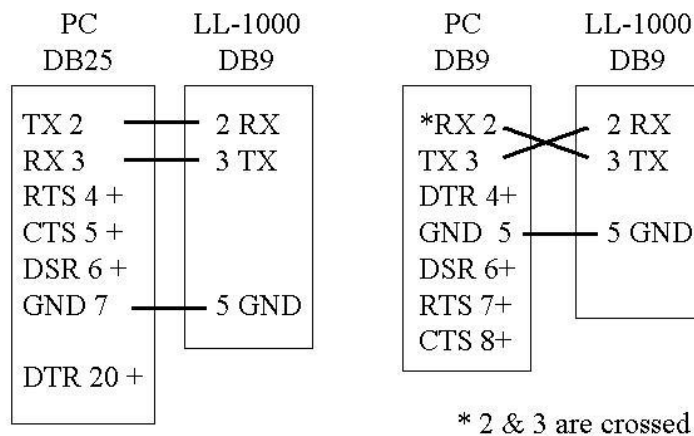 PC
DB25
LL-1000
DB9
TX 2
RX 3
RTS 4 +
CTS 5 +
DSR 6 +
GND 7
DTR 20 +
2 RX
3 TX
5 GND
PC
DB9
LL-1000
DB9
*RX 2
TX 3
DTR 4+
GND 5
DSR 6+
RTS 7+
CTS 8+
2 RX
3 TX
5 GND
* 2 & 3 are crossed